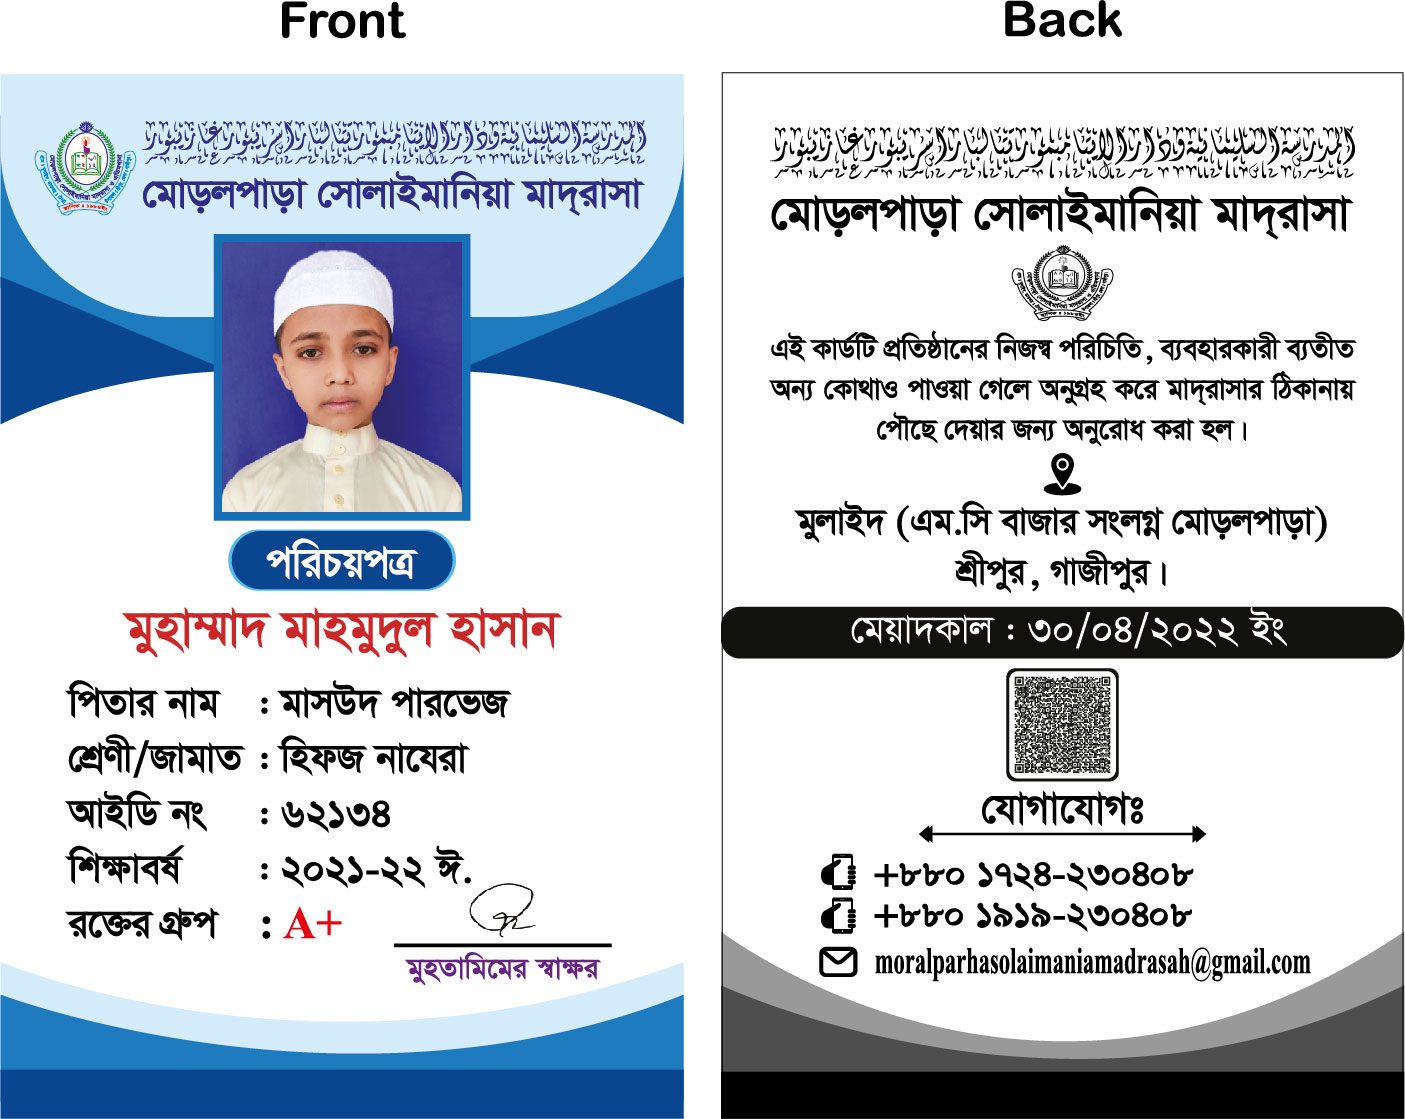 Front
মোড়লপাড়া সোলাইমানিয়া মাদ্‌রাসা
পরিচয়পত্র
মুহাম্মাদ মাহমুদুল হাসান
পিতার নাম : মাসউদ পারভেজ
শ্রেণী/জামাত : হিফজ নাযেরা
আইডি নং : ৬২১৩৪
শিক্ষাবর্ষ : ২০২১-২২ ঈ.
রক্তের গ্রুপ : A+
মুহতামিমের স্বাক্ষর
Back
মোড়লপাড়া সোলাইমানিয়া মাদ্‌রাসা
এই কার্ডটি প্রতিষ্ঠানের নিজস্ব পরিচিতি, ব্যবহারকারী ব্যতীত
অন্য কোথাও পাওয়া গেলে অনুগ্রহ করে মাদ্‌রাসার ঠিকানায়
পৌছে দেয়ার জন্য অনুরোধ করা হল।
মুলাইদ (এম.সি বাজার সংলগ্ন মোড়লপাড়া)
শ্রীপুর, গাজীপুর।
মেয়াদকাল : ৩০/০৪/২০২২ ইং
যোগাযোগঃ
+৮৮০ ১৭২৪-২৩০৪০৮
+৮৮০ ১৯১৯-২৩০৪০৮
moralparhasolaimaniamadrasah@gmail.com